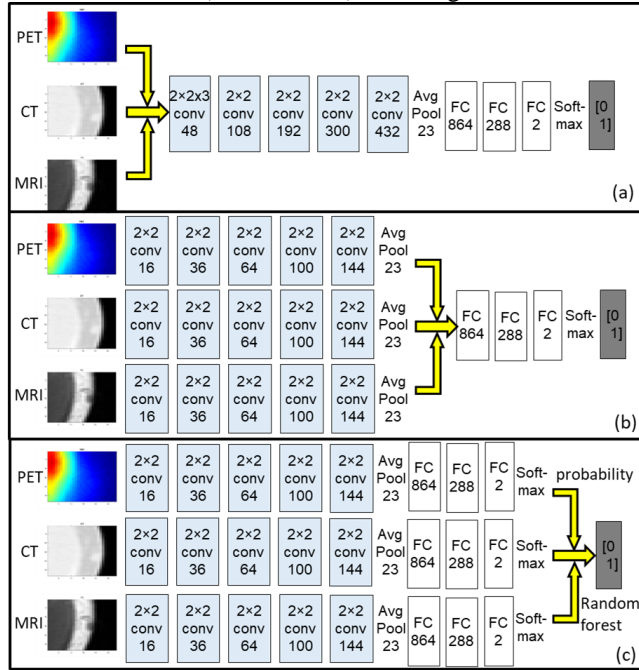 PET
CT
MRI
2×2x3 conv 48
2×2 conv 108
2×2 conv 192
2×2 conv 300
2×2 conv 432
Avg Pool 23
FC 864
FC 288
FC 2
Soft-max
[0 1]
(a)
PET
2×2 conv 16
2×2 conv 36
2×2 conv 64
2×2 conv 100
2×2 conv 144
Avg Pool 23
CT
2×2 conv 16
2×2 conv 36
2×2 conv 64
2×2 conv 100
2×2 conv 144
Avg Pool 23
MRI
2×2 conv 16
2×2 conv 36
2×2 conv 64
2×2 conv 100
2×2 conv 144
Avg Pool 23
FC 864
FC 288
FC 2
Soft-max
[0 1]
(b)
PET
2×2 conv 16
2×2 conv 36
2×2 conv 64
2×2 conv 100
2×2 conv 144
Avg Pool 23
FC 864
FC 288
FC 2
Soft-max
probability
CT
2×2 conv 16
2×2 conv 36
2×2 conv 64
2×2 conv 100
2×2 conv 144
Avg Pool 23
FC 864
FC 288
FC 2
Soft-max
[0 1]
MRI
2×2 conv 16
2×2 conv 36
2×2 conv 64
2×2 conv 100
2×2 conv 144
Avg Pool 23
FC 864
FC 288
FC 2
Soft-max
Random forest
(c)